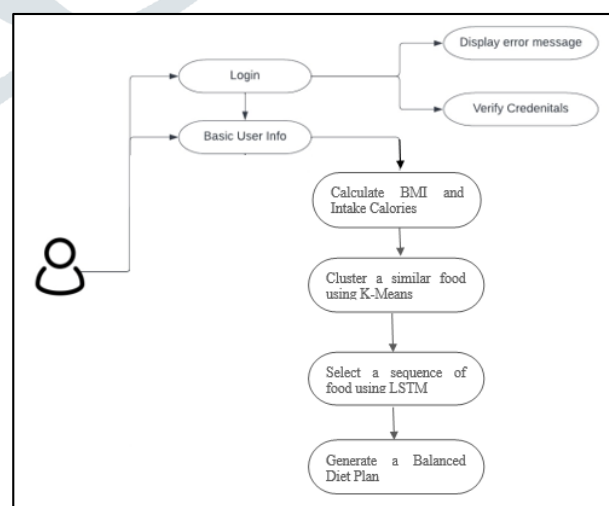 Display error message
Login
Verify Credenitals
Basic User Info
Calculate BMI and
Intake Calories
Cluster a similar food
using K-Means
Select a sequence of
food using LSTM
Generate a Balanced
Diet Plan